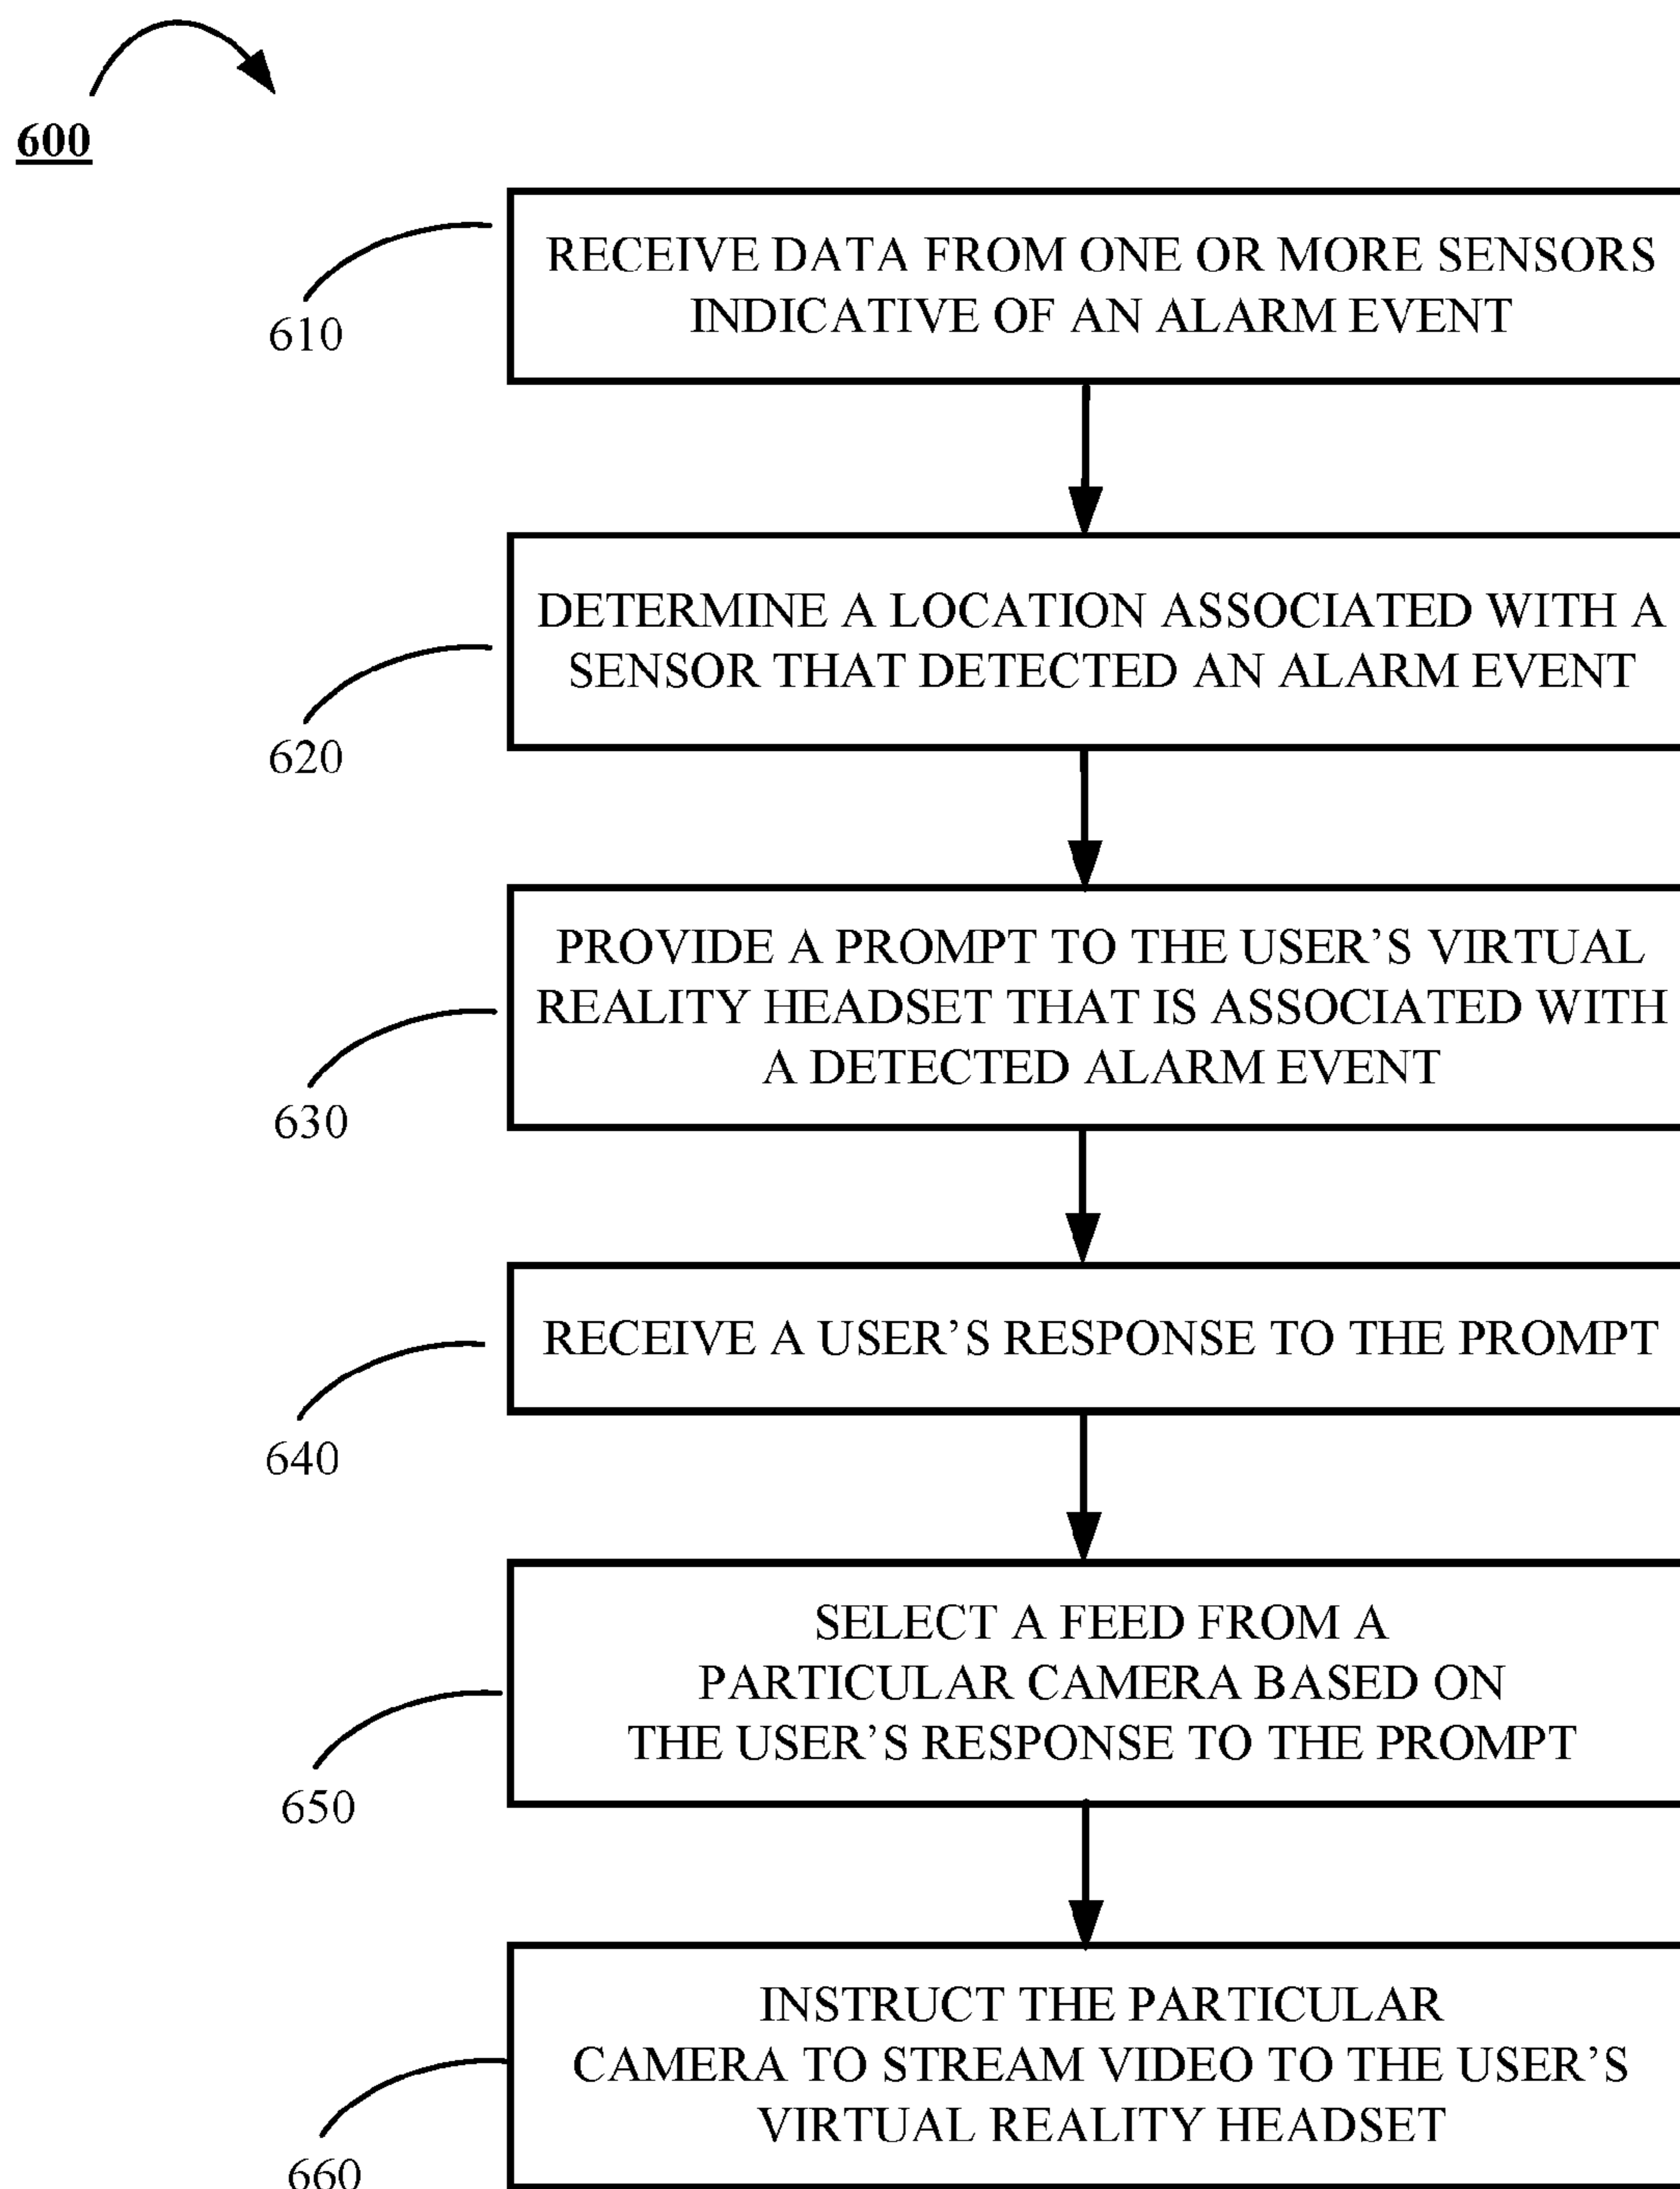 600
RECEIVE DATA FROM ONE OR MORE SENSORS
INDICATIVE OF AN ALARM EVENT
610
DETERMINE A LOCATION ASSOCIATED WITH A
SENSOR THAT DETECTED AN ALARM EVENT
620
PROVIDE A PROMPT TO THE USER’S VIRTUAL
REALITY HEADSET THAT IS ASSOCIATED WITH
A DETECTED ALARM EVENT
630
RECEIVE A USER’S RESPONSE TO THE PROMPT
640
SELECT A FEED FROM A
PARTICULAR CAMERA BASED ON
THE USER’S RESPONSE TO THE PROMPT
650
INSTRUCT THE PARTICULAR
CAMERA TO STREAM VIDEO TO THE USER’S
VIRTUAL REALITY HEADSET
660